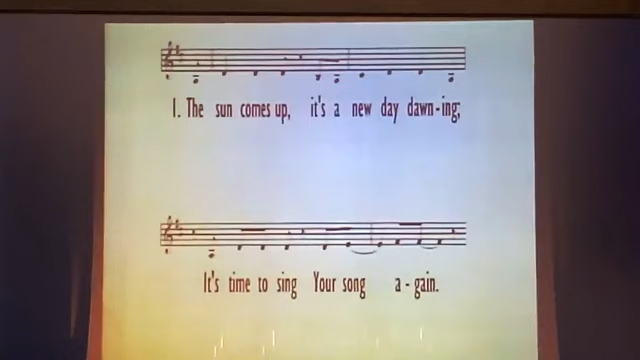 1. The sun comes up, it's a new day dawn-ing;
It's time to sing Your song a-gain.